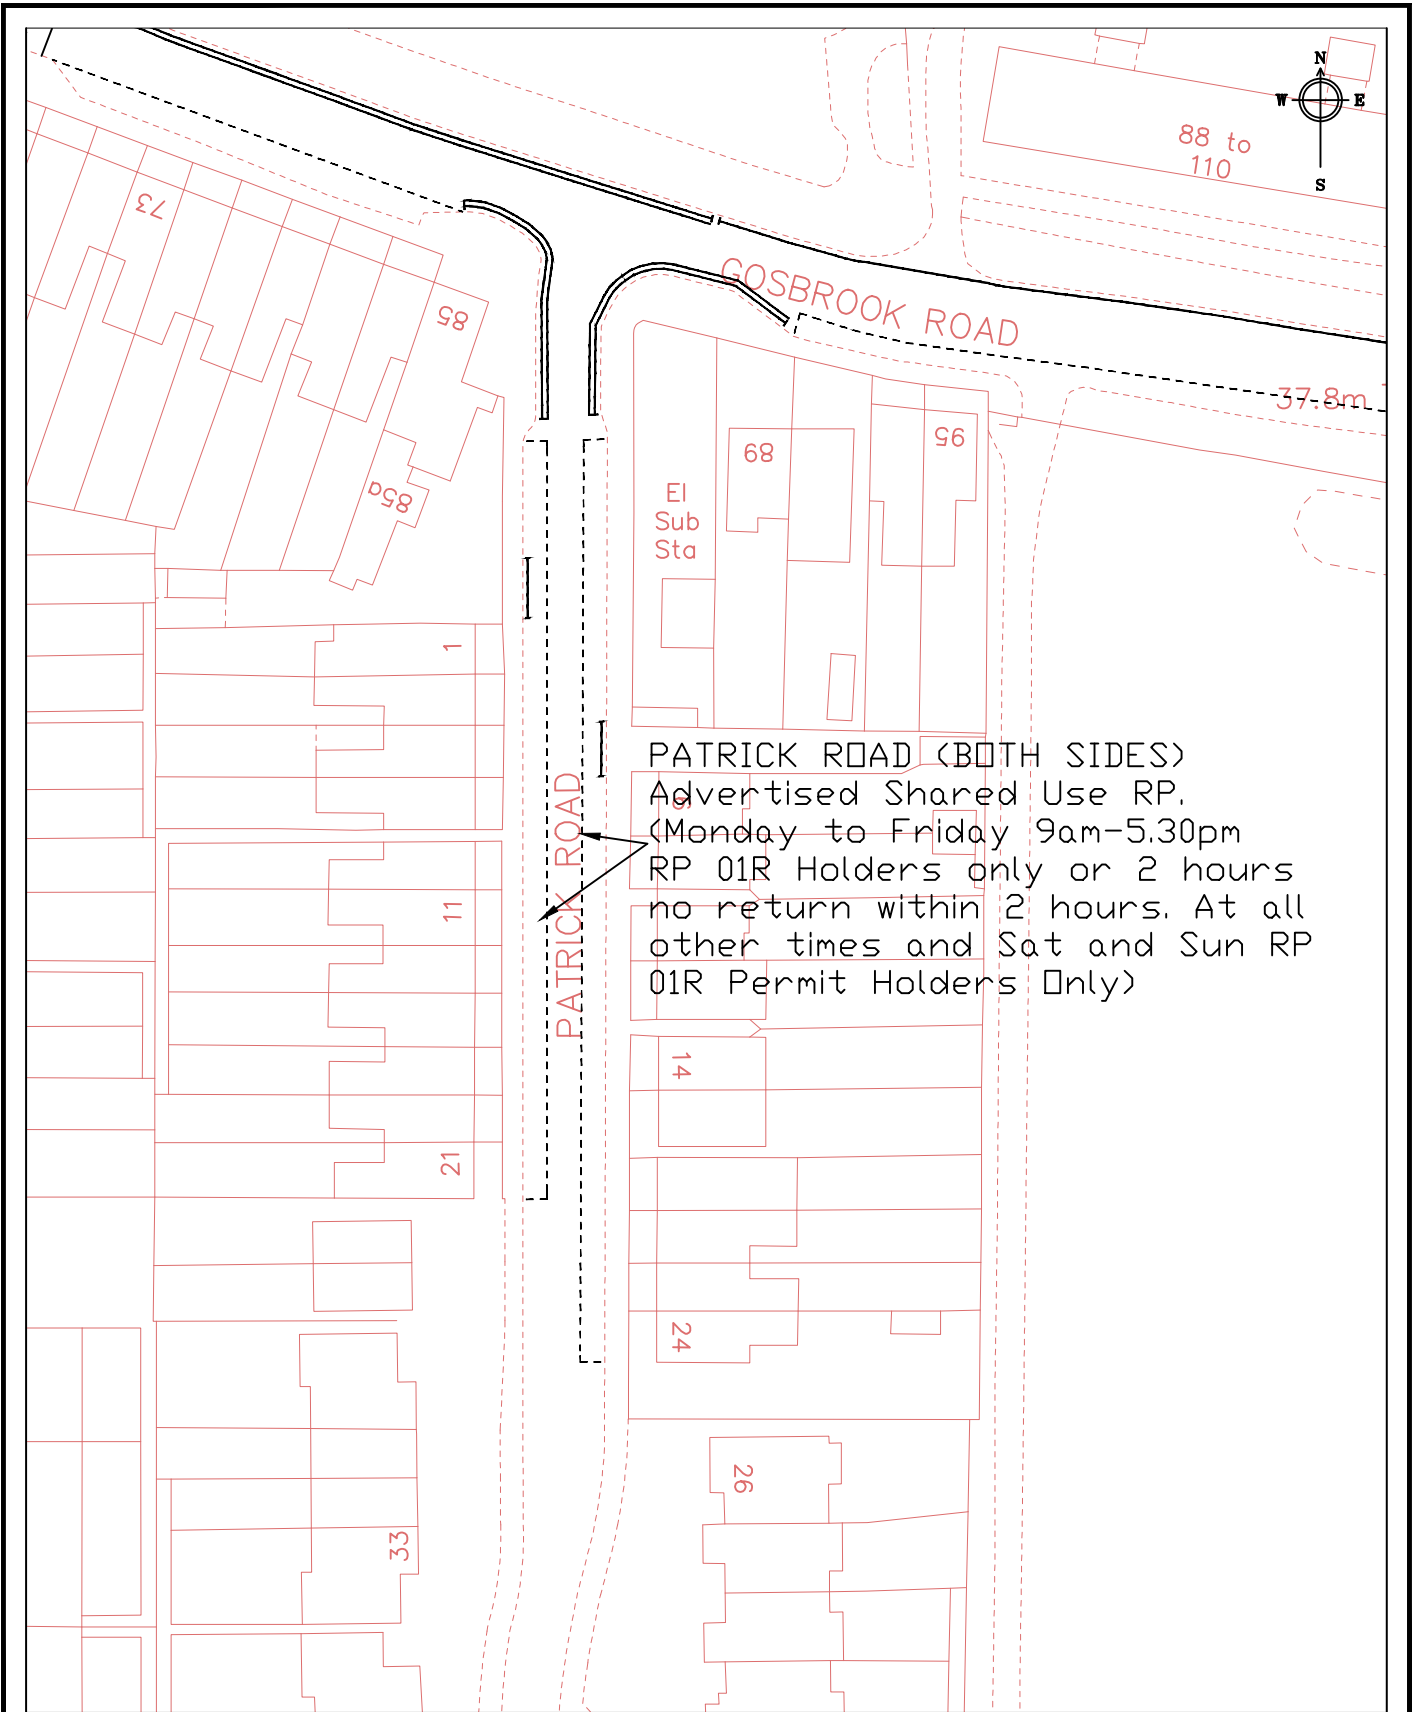 N
W E
S
88 to
110
73
85
GOSBROOK ROAD
37.8m
95
89
85a
El
Sub
Sta
1
PATRICK ROAD (BOTH SIDES)
Advertised Shared Use RP.
(Monday to Friday 9am-5.30pm
RP 01R Holders only or 2 hours
no return within 2 hours. At all
other times and Sat and Sun RP
01R Permit Holders Only)
PATRICK ROAD
11
14
21
24
26
33